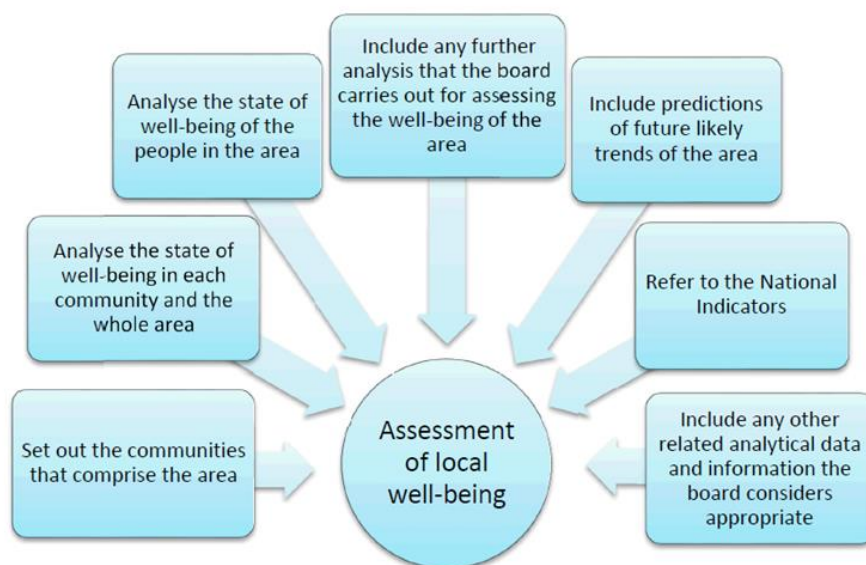 Set out the communities
that comprise the area
Analyse the state of
well-being in each
community and the
whole area
Analyse the state of
well-being of the
people in the area
Include any further
analysis that the board
carries out for assessing
the well-being of the
area
Include predictions
of future likely
trends of the area
Refer to the National
Indicators
Include any other
related analytical data
and information the
board considers
appropriate
Assessment
of local
well-being